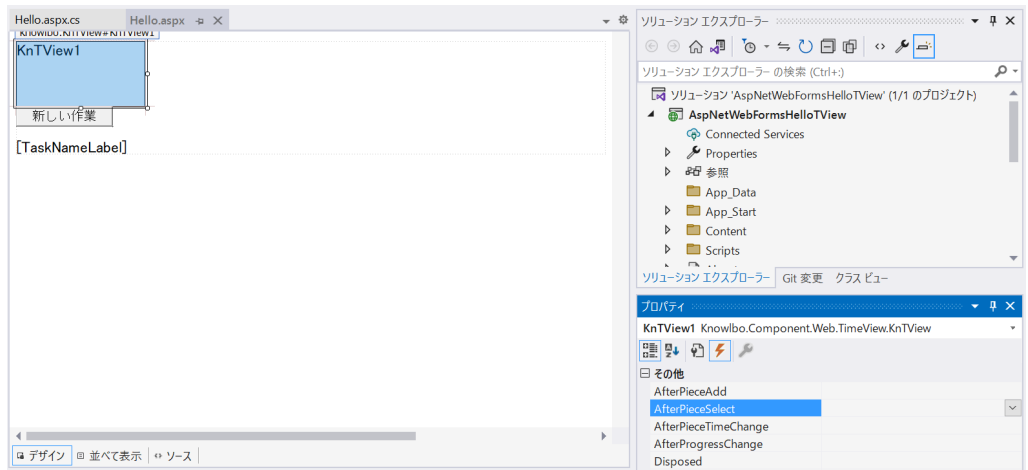 Hello.aspx.cs
Hello.aspx
Knowlbo.KnTView#KnTView1
KnTView1
新しい作業
[TaskNameLabel]
デザイン
並べて表示
ソース
ソリューション エクスプローラー
ソリューション エクスプローラー の検索 (Ctrl+:)
ソリューション 'AspNetWebFormsHelloTView' (1/1 のプロジェクト)
AspNetWebFormsHelloTView
Connected Services
Properties
参照
App_Data
App_Start
Content
Scripts
ソリューション エクスプローラー
Git 変更
クラス ビュー
プロパティ
KnTView1 Knowlbo.Component.Web.TimeView.KnTView
その他
AfterPieceAdd
AfterPieceSelect
AfterPieceTimeChange
AfterProgressChange
Disposed